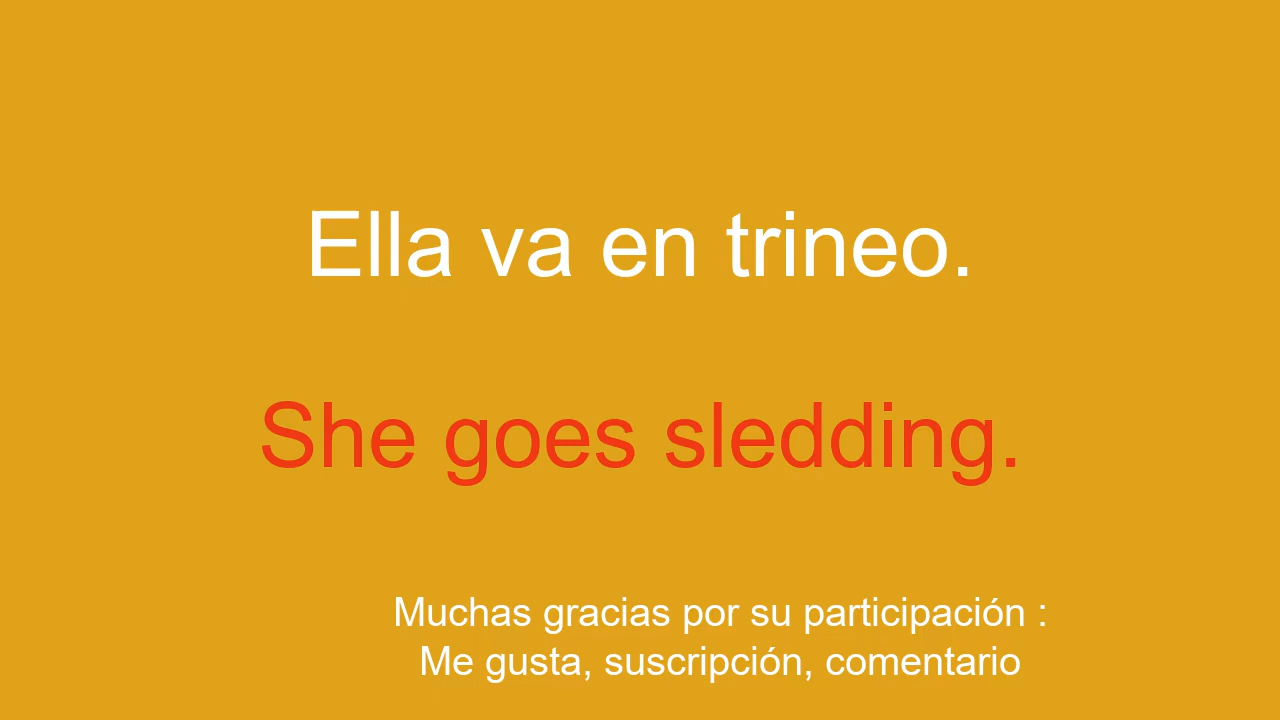 Ella va en trineo.
She goes sledding.
Muchas gracias por su participación :
Me gusta, suscripción, comentario